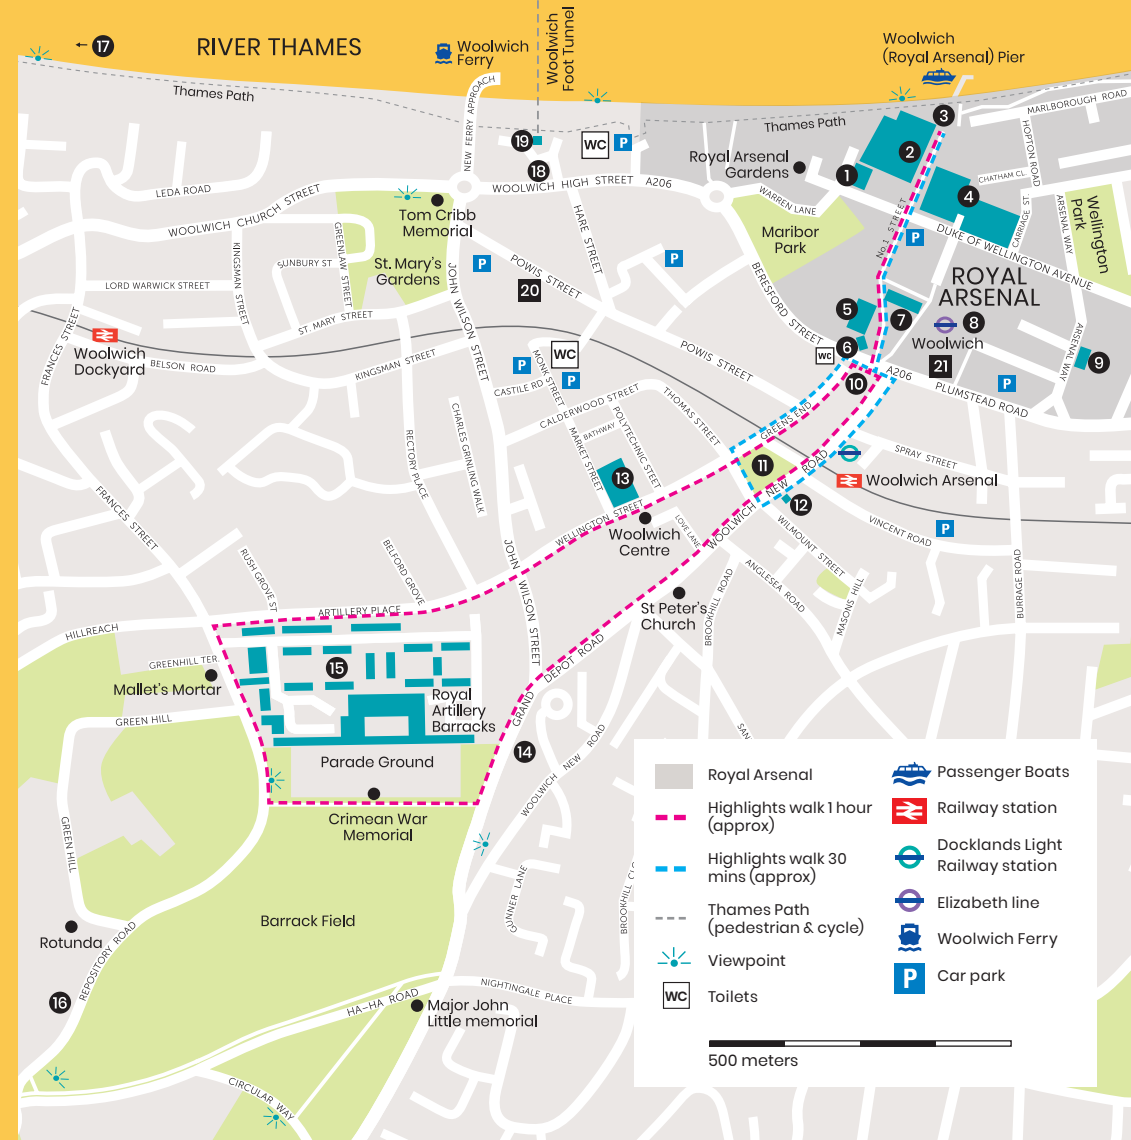 17
RIVER THAMES
Woolwich
Ferry
Woolwich
Foot Tunnel
Woolwich
(Royal Arsenal) Pier
Thames Path
NEW FERRY APPROACH
19
WC
P
18
Thames Path
3
MARLBOROUGH ROAD
HOPTON ROAD
2
Royal Arsenal
Gardens
1
CHATHAM CL.
4
LEDA ROAD
WOOLWICH CHURCH STREET
WOOLWICH HIGH STREET A206
WARREN LANE
Tom Cribb
Memorial
HARE STREET
Maribor
Park
No.1 STREET
P
DUKE OF WELLINGTON AVENUE
CARRIAGE ST.
ARSENAL WAY
Wellington
Park
KINGSMAN STREET
SUNBURY ST
GREENLAW STREET
St. Mary's
Gardens
P
POWIS STREET
20
P
LORD WARWICK STREET
ST. MARY STREET
JOHN WILSON STREET
BERESFORD STREET
ROYAL
ARSENAL
5
7
8
6
Woolwich
WC
21
9
ARSENAL WAY
FRANCES STREET
Woolwich
Dockyard
BELSON ROAD
KINGSMAN STREET
WC
P
P
MONK STREET
CASTILE RD
POWIS STREET
10
A206
PLUMSTEAD ROAD
P
CALDERWOOD STREET
THOMAS STREET
GREENS END
BATHWAY
POLYTECHNIC STEET
MARKET STREET
CHARLES GRINLING WALK
RECTORY PLACE
13
11
SPRAY STREET
Woolwich Arsenal
12
WELLINGTON STREET
Woolwich
Centre
LOVE LANE
WOOLWICH NEW ROAD
WILMOUNT STREET
VINCENT ROAD
P
FRANCES STREET
RUSH GROVE ST
BELFORD GROVE
JOHN WILSON STREET
ANGLESEA ROAD
BROOKHILL ROAD
MASONS HILL
BURRAGE ROAD
St Peter's
Church
ARTILLERY PLACE
HILLREACH
GREENHILL TER.
15
Mallet's Mortar
Royal
Artillery
Barracks
GREEN HILL
GRAND DEPOT ROAD
14
WOOLWICH NEW ROAD
SAN
Parade Ground
Crimean War
Memorial
GREEN HILL
Barrack Field
GUNNER LANE
BROOKHILL CLO
Rotunda
REPOSITORY ROAD
16
HA-HA ROAD
Major John
Little memorial
NIGHTINGALE PLACE
CIRCULAR WAY
Royal Arsenal
Highlights walk 1 hour
(approx)
Highlights walk 30
mins (approx)
Thames Path
(pedestrian & cycle)
Viewpoint
WC
Toilets
Passenger Boats
Railway station
Docklands Light
Railway station
Elizabeth line
Woolwich Ferry
P
Car park
500 meters